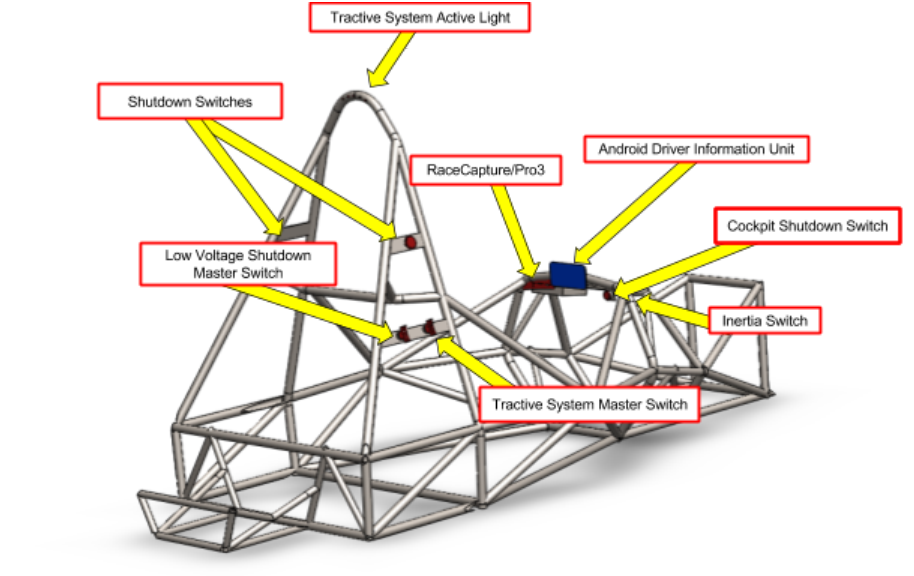 Tractive System Active Light
Shutdown Switches
Android Driver Information Unit
RaceCapture/Pro3
Cockpit Shutdown Switch
Low Voltage Shutdown
Master Switch
Inertia Switch
Tractive System Master Switch